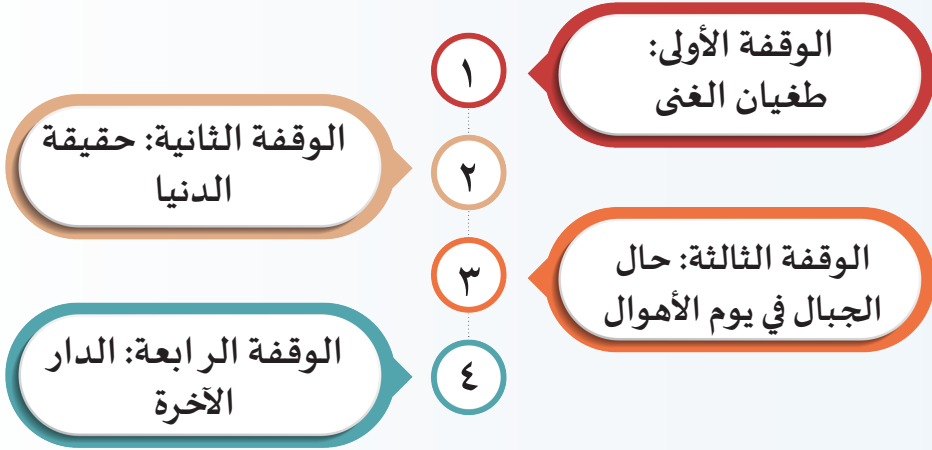 ١
الوقفة الأولى:
طغيان الغنى
٢
الوقفة الثانية: حقيقة
الدنيا
٣
الوقفة الثالثة: حال
الجبال في يوم الأهوال
٤
الوقفة الرابعة: الدار
الآخرة